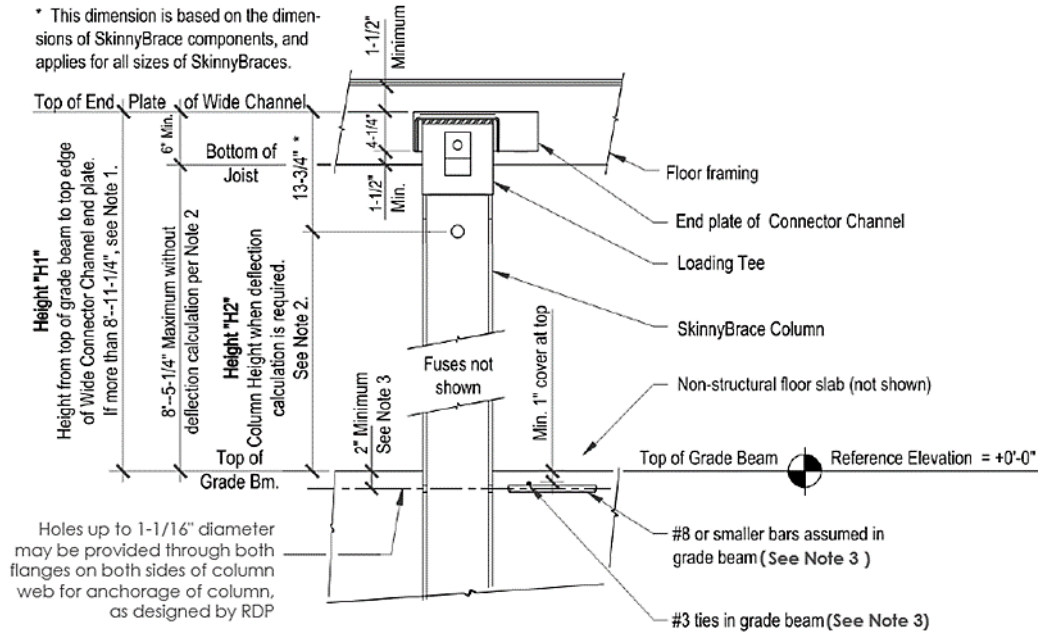 * This dimension is based on the dimen-
sions of SkinnyBrace components, and
applies for all sizes of SkinnyBraces.
1-1/2"
Minimum
Top of End Plate of Wide Channel
6" Min.
4-1/4"
13-3/4" *
Bottom of
Joist
1-1/2"
Min.
Floor framing
End plate of Connector Channel
Loading Tee
SkinnyBrace Column
Height "H1"
Height from top of grade beam to top edge
of Wide Connector Channel end plate.
If more than 8'--11-1/4", see Note 1.
8'--5-1/4" Maximum without
deflection calculation per Note 2
Height "H2"
Column Height when deflection
calculation is required.
See Note 2.
Fuses not
shown
2" Minimum
See Note 3
Min. 1" cover at top
Non-structural floor slab (not shown)
Top of
Grade Bm.
Top of Grade Beam
Reference Elevation = +0'-0"
Holes up to 1-1/16" diameter
may be provided through both
flanges on both sides of column
web for anchorage of column,
as designed by RDP
#8 or smaller bars assumed in
grade beam (See Note 3 )
#3 ties in grade beam (See Note 3)